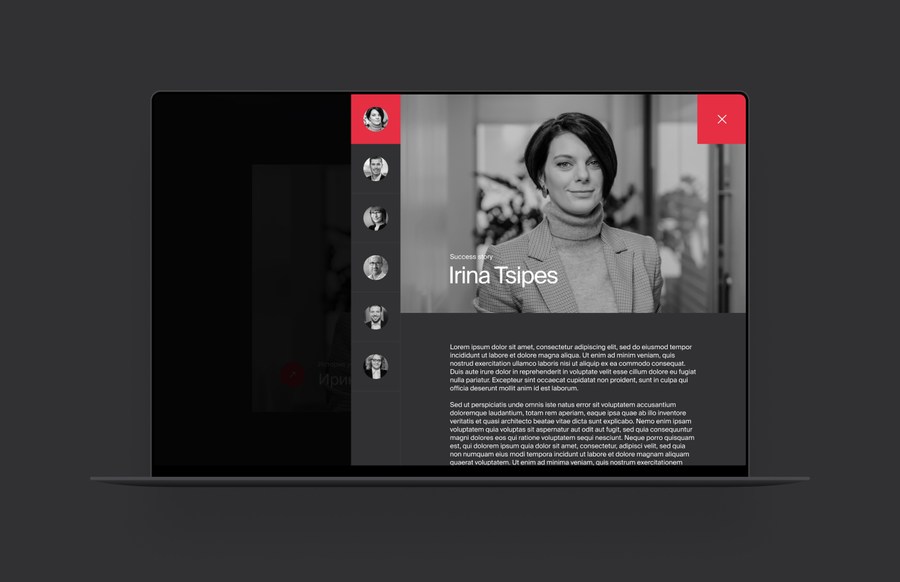 Success story
Irina Tsipes
Lorem ipsum dolor sit amet, consectetur adipiscing elit, sed do eiusmod tempor
incididunt ut labore et dolore magna aliqua. Ut enim ad minim veniam, quis
nostrud exercitation ullamco laboris nisi ut aliquip ex ea commodo consequat.
Duis aute irure dolor in reprehenderit in voluptate velit esse cillum dolore eu fugiat
nulla pariatur. Excepteur sint occaecat cupidatat non proident, sunt in culpa qui
officia deserunt mollit anim id est laborum.
Sed ut perspiciatis unde omnis iste natus error sit voluptatem accusantium
doloremque laudantium, totam rem aperiam, eaque ipsa quae ab illo inventore
veritatis et quasi architecto beatae vitae dicta sunt explicabo. Nemo enim ipsam
voluptatem quia voluptas sit aspernatur aut odit aut fugit, sed quia consequuntur
magni dolores eos qui ratione voluptatem sequi nesciunt. Neque porro quisquam
est, qui dolorem ipsum quia dolor sit amet, consectetur, adipisci velit, sed quia
non numquam eius modi tempora incidunt ut labore et dolore magnam aliquam
quaerat voluptatem. Ut enim ad minima veniam, quis nostrum exercitationem